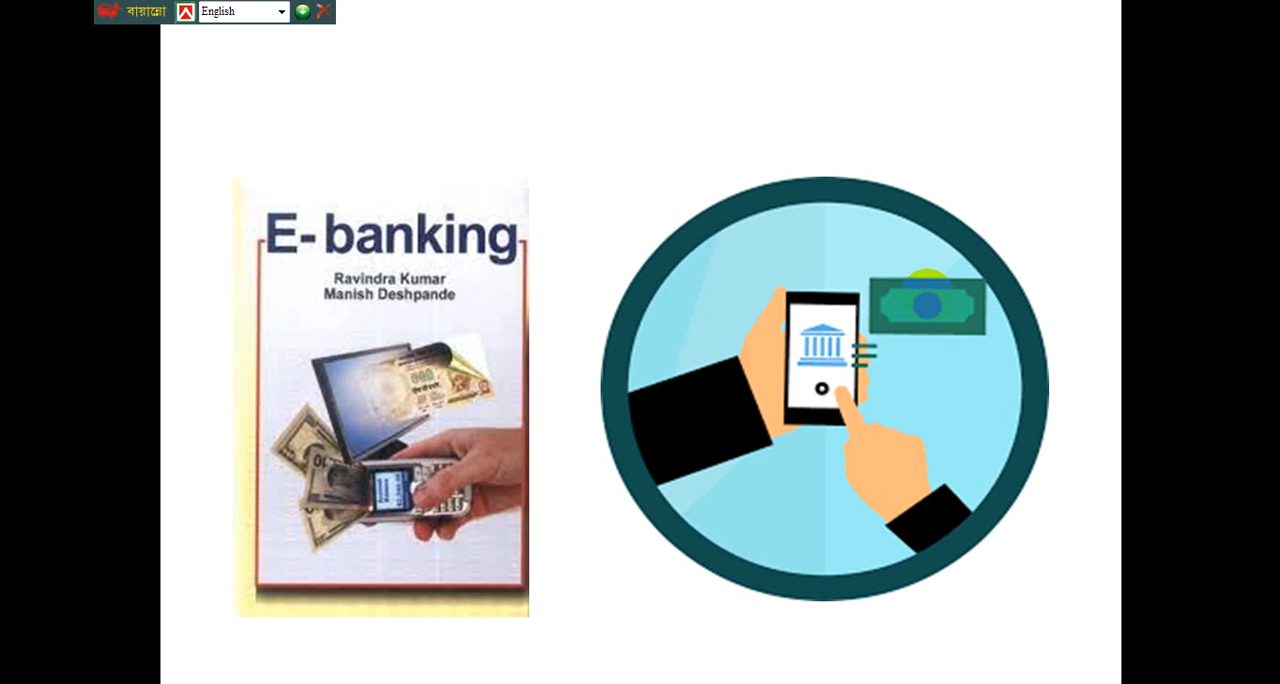 বায়ান্নো
English
E- banking
Ravindra Kumar
Manish Deshpande